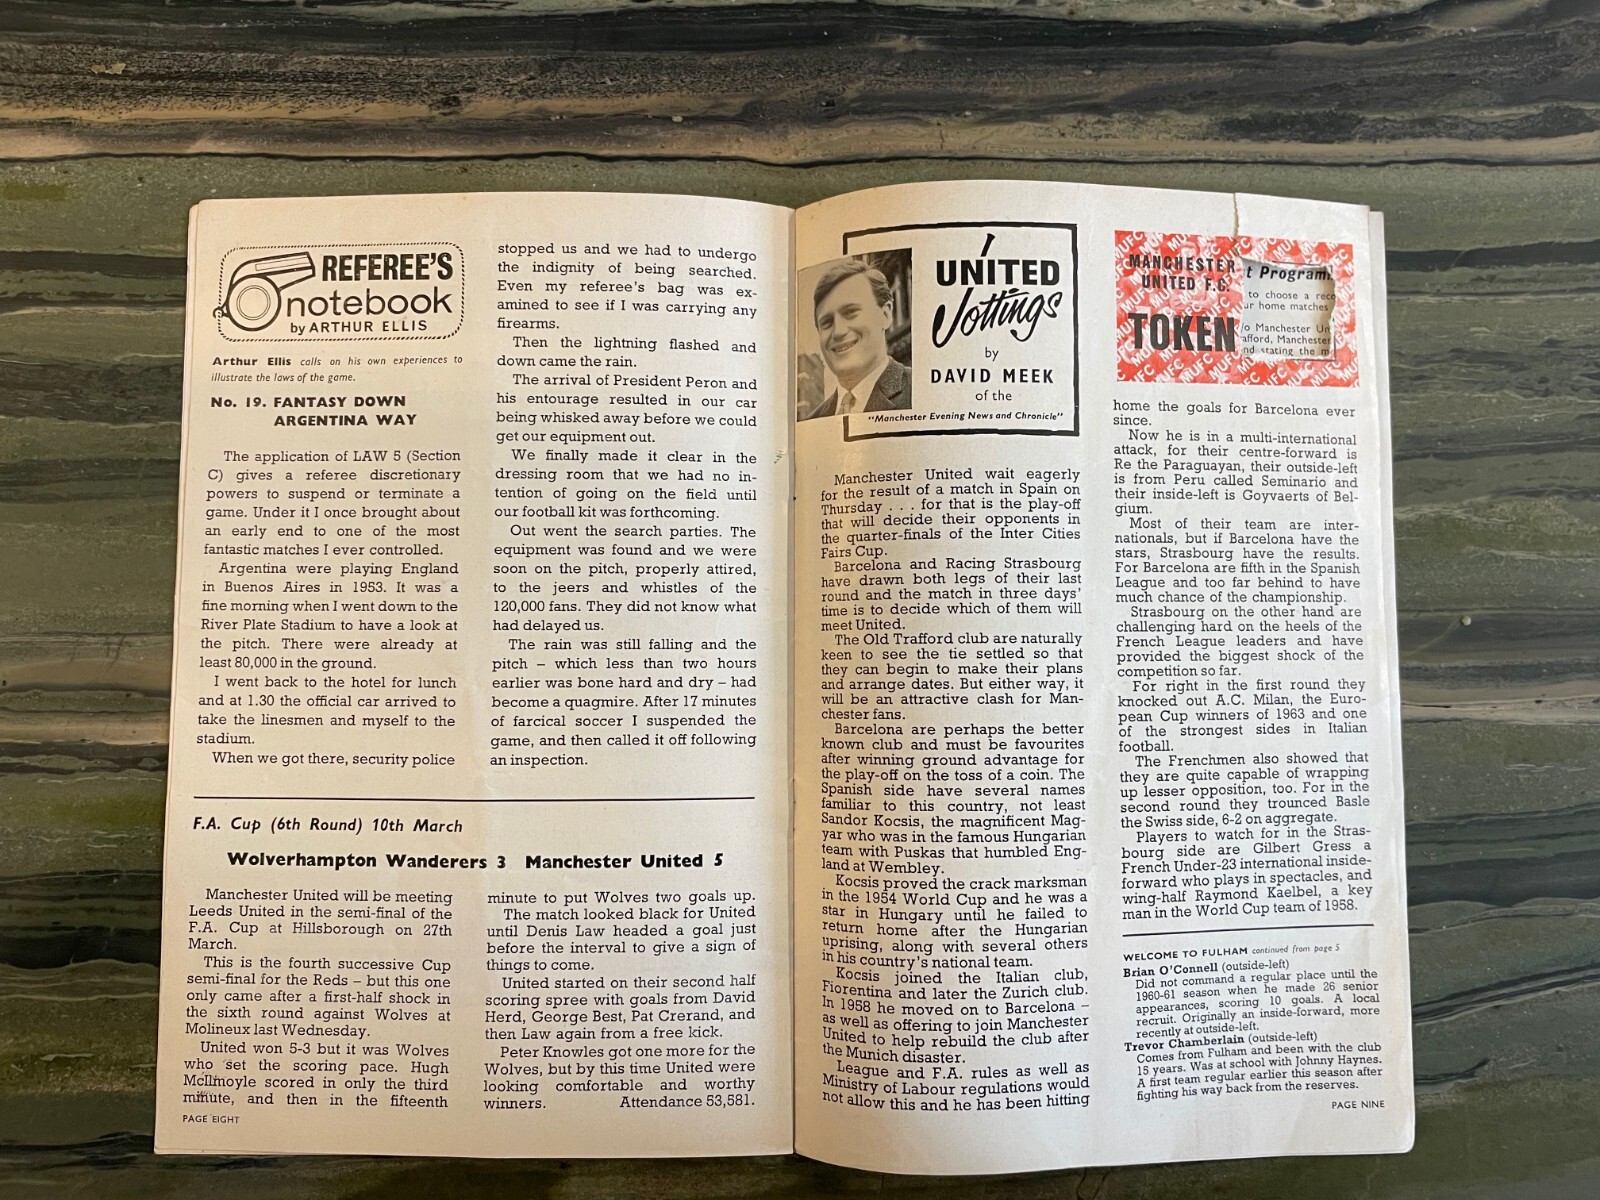 REFEREE'S
notebook
by ARTHUR ELLIS
Arthur Ellis calls on his own experiences to
illustrate the laws of the game.
No. 19. FANTASY DOWN
ARGENTINA WAY
The application of LAW 5 (Section
C) gives a referee discretionary
powers to suspend or terminate a
game. Under it I once brought about
an early end to one of the most
fantastic matches I ever controlled.
Argentina were playing England
in Buenos Aires in 1953. It was a
fine morning when I went down to the
River Plate Stadium to have a look at
the pitch. There were already at
least 80,000 in the ground.
I went back to the hotel for lunch
and at 1.30 the official car arrived to
take the linesmen and myself to the
stadium.
When we got there, security police
stopped us and we had to undergo
the indignity of being searched.
Even my referee's bag was ex-
amined to see if I was carrying any
firearms.
Then the lightning flashed and
down came the rain.
The arrival of President Peron and
his entourage resulted in our car
being whisked away before we could
get our equipment out.
We finally made it clear in the
dressing room that we had no in-
tention of going on the field until
our football kit was forthcoming.
Out went the search parties. The
equipment was found and we were
soon on the pitch, properly attired,
to the jeers and whistles of the
120,000 fans. They did not know what
had delayed us.
The rain was still falling and the
pitch – which less than two hours
earlier was bone hard and dry – had
become a quagmire. After 17 minutes
of farcical soccer I suspended the
game, and then called it off following
an inspection.
F.A. Cup (6th Round) 10th March
Wolverhampton Wanderers 3 Manchester United 5
Manchester United will be meeting
Leeds United in the semi-final of the
F.A. Cup at Hillsborough on 27th
March.
This is the fourth successive Cup
semi-final for the Reds – but this one
only came after a first-half shock in
the sixth round against Wolves at
Molineux last Wednesday.
United won 5-3 but it was Wolves
who set the scoring pace. Hugh
McIlmoyle scored in only the third
minute, and then in the fifteenth
minute to put Wolves two goals up.
The match looked black for United
until Denis Law headed a goal just
before the interval to give a sign of
things to come.
United started on their second half
scoring spree with goals from David
Herd, George Best, Pat Crerand, and
then Law again from a free kick.
Peter Knowles got one more for the
Wolves, but by this time United were
looking comfortable and worthy
winners. Attendance 53,581.
PAGE EIGHT
UNITED
Jottings
by
DAVID MEEK
of the
"Manchester Evening News and Chronicle"
Manchester United wait eagerly
for the result of a match in Spain on
Thursday . . . for that is the play-off
that will decide their opponents in
the quarter-finals of the Inter Cities
Fairs Cup.
Barcelona and Racing Strasbourg
have drawn both legs of their last
round and the match in three days'
time is to decide which of them will
meet United.
The Old Trafford club are naturally
keen to see the tie settled so that
they can begin to make their plans
and arrange dates. But either way, it
will be an attractive clash for Man-
chester fans.
Barcelona are perhaps the better
known club and must be favourites
after winning ground advantage for
the play-off on the toss of a coin. The
Spanish side have several names
familiar to this country, not least
Sandor Kocsis, the magnificent Mag-
yar who was in the famous Hungarian
team with Puskas that humbled Eng-
land at Wembley.
Kocsis proved the crack marksman
in the 1954 World Cup and he was a
star in Hungary until he failed to
return home after the Hungarian
uprising, along with several others
in his country's national team.
Kocsis joined the Italian club,
Fiorentina and later the Zurich club.
In 1958 he moved on to Barcelona –
as well as offering to join Manchester
United to help rebuild the club after
the Munich disaster.
League and F.A. rules as well as
Ministry of Labour regulations would
not allow this and he has been hitting
MANCHESTER
UNITED F.C.
TOKEN
t Program
to choose a reco
ur home matches
/o Manchester Un
afford, Manchester
nd stating the m
MUFC
home the goals for Barcelona ever
since.
Now he is in a multi-international
attack, for their centre-forward is
Re the Paraguayan, their outside-left
is from Peru called Seminario and
their inside-left is Goyvaerts of Bel-
gium.
Most of their team are inter-
nationals, but if Barcelona have the
stars, Strasbourg have the results.
For Barcelona are fifth in the Spanish
League and too far behind to have
much chance of the championship.
Strasbourg on the other hand are
challenging hard on the heels of the
French League leaders and have
provided the biggest shock of the
competition so far.
For right in the first round they
knocked out A.C. Milan, the Euro-
pean Cup winners of 1963 and one
of the strongest sides in Italian
football.
The Frenchmen also showed that
they are quite capable of wrapping
up lesser opposition, too. For in the
second round they trounced Basle
the Swiss side, 6-2 on aggregate.
Players to watch for in the Stras-
bourg side are Gilbert Gress a
French Under-23 international inside-
forward who plays in spectacles, and
wing-half Raymond Kaelbel, a key
man in the World Cup team of 1958.
WELCOME TO FULHAM continued from page 5
Brian O'Connell (outside-left)
Did not command a regular place until the
1960-61 season when he made 26 senior
appearances, scoring 10 goals. A local
recruit. Originally an inside-forward, more
recently at outside-left.
Trevor Chamberlain (outside-left)
Comes from Fulham and been with the club
15 years. Was at school with Johnny Haynes.
A first team regular earlier this season after
fighting his way back from the reserves.
PAGE NINE